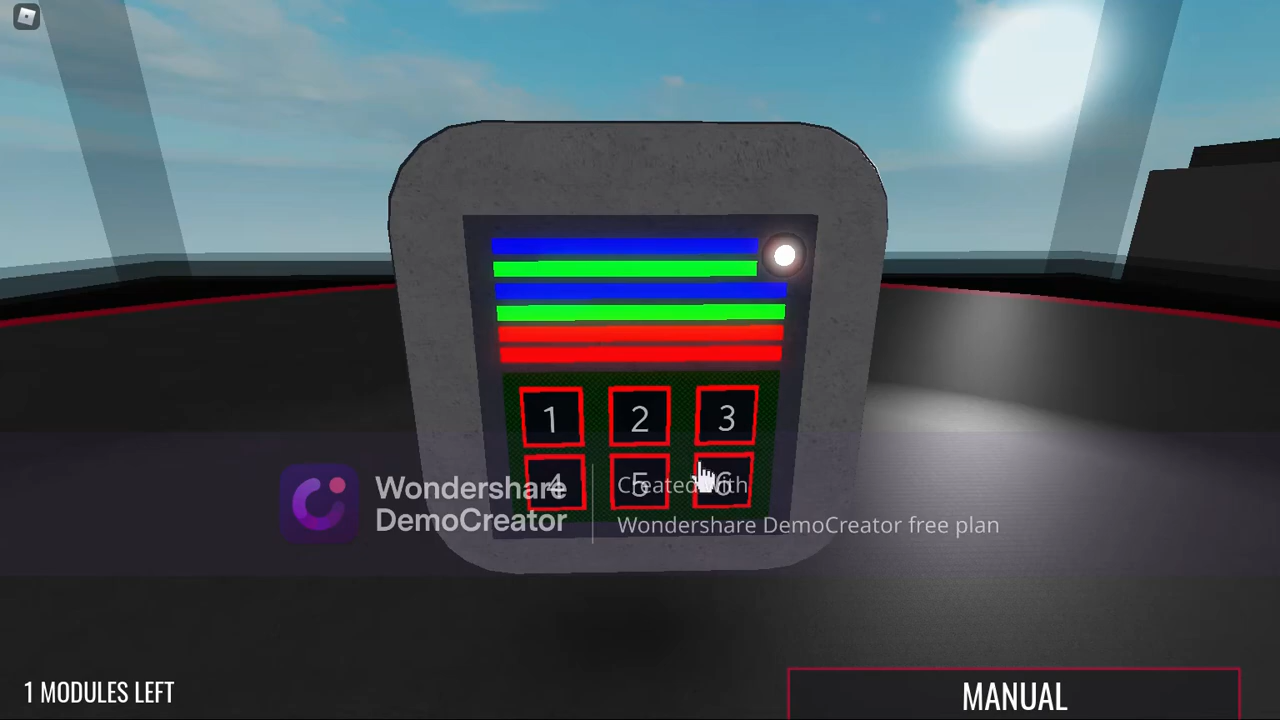 1 2 3
4 5 6
Wondershare
DemoCreator
Created with
Wondershare DemoCreator free plan
1 MODULES LEFT
MANUAL